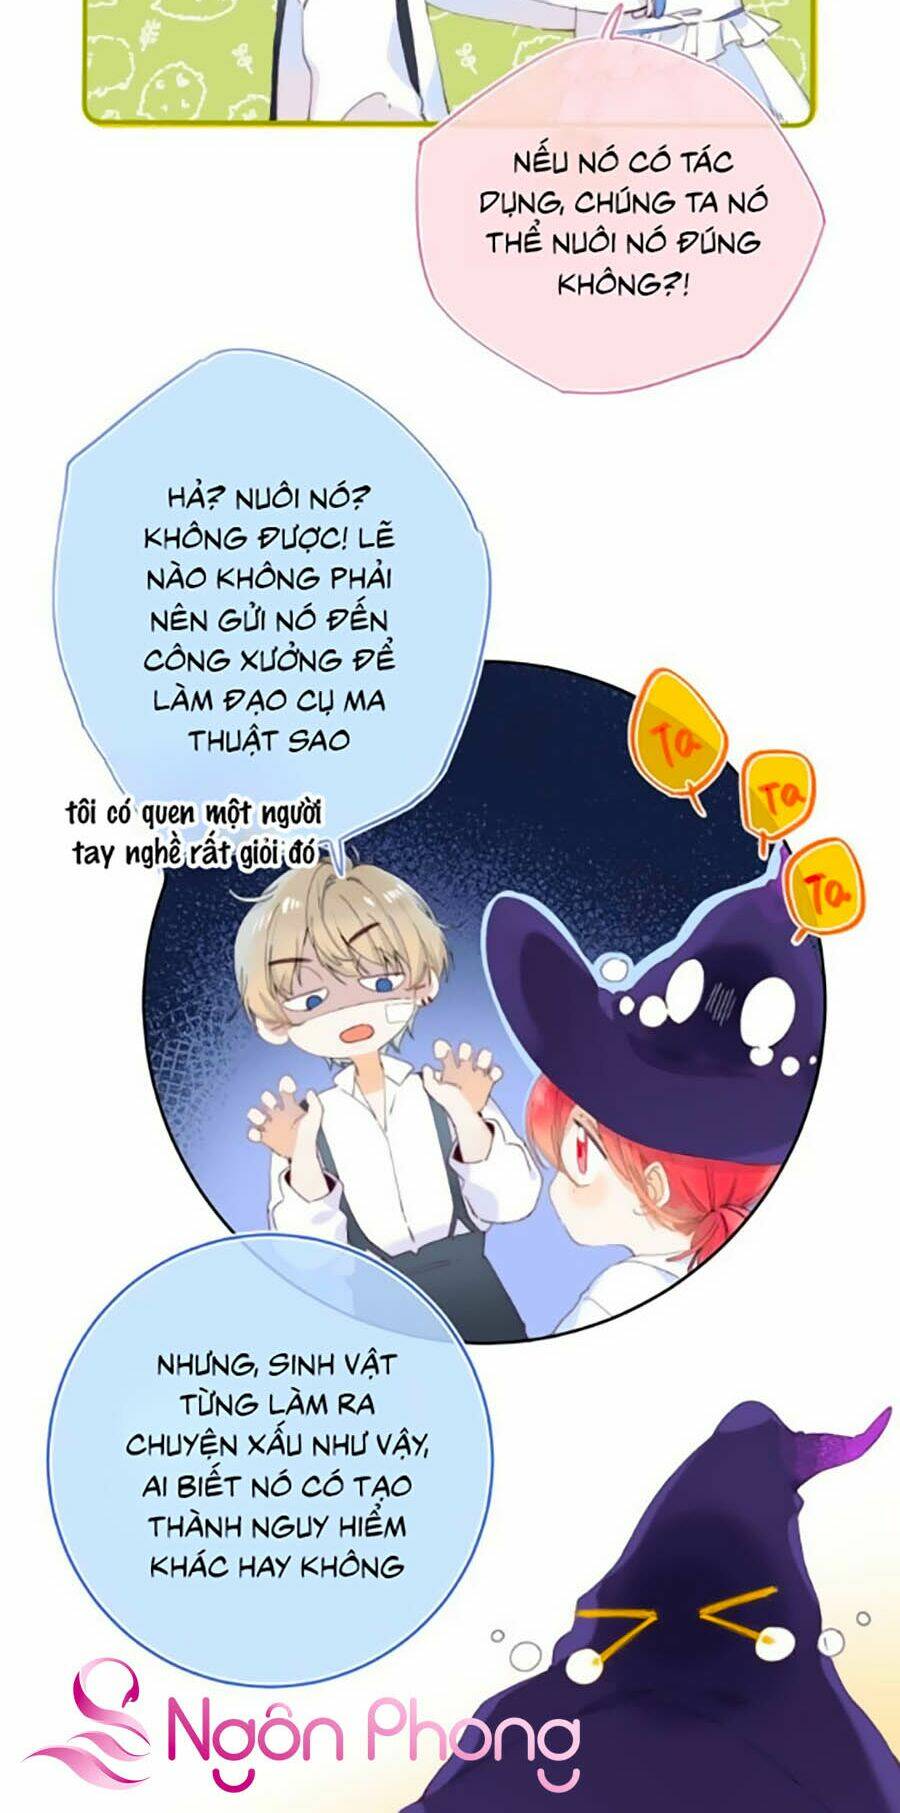 NẾU NÓ CÓ TÁC
DỤNG, CHÚNG TA NÓ
THỂ NUÔI NÓ ĐÚNG
KHÔNG?!
HẢ? NUÔI NÓ?
KHÔNG ĐƯỢC! LẼ
NÀO KHÔNG PHẢI
NÊN GỬI NÓ ĐẾN
CÔNG XƯỞNG ĐỂ
LÀM ĐẠO CỤ MA
THUẬT SAO
Ta
Ta
Ta
tôi có quen một người
tay nghề rất giỏi đó
NHƯNG, SINH VẬT
TỪNG LÀM RA
CHUYỆN XẤU NHƯ VẬY,
AI BIẾT NÓ CÓ TẠO
THÀNH NGUY HIỂM
KHÁC HAY KHÔNG
Ngôn Phong